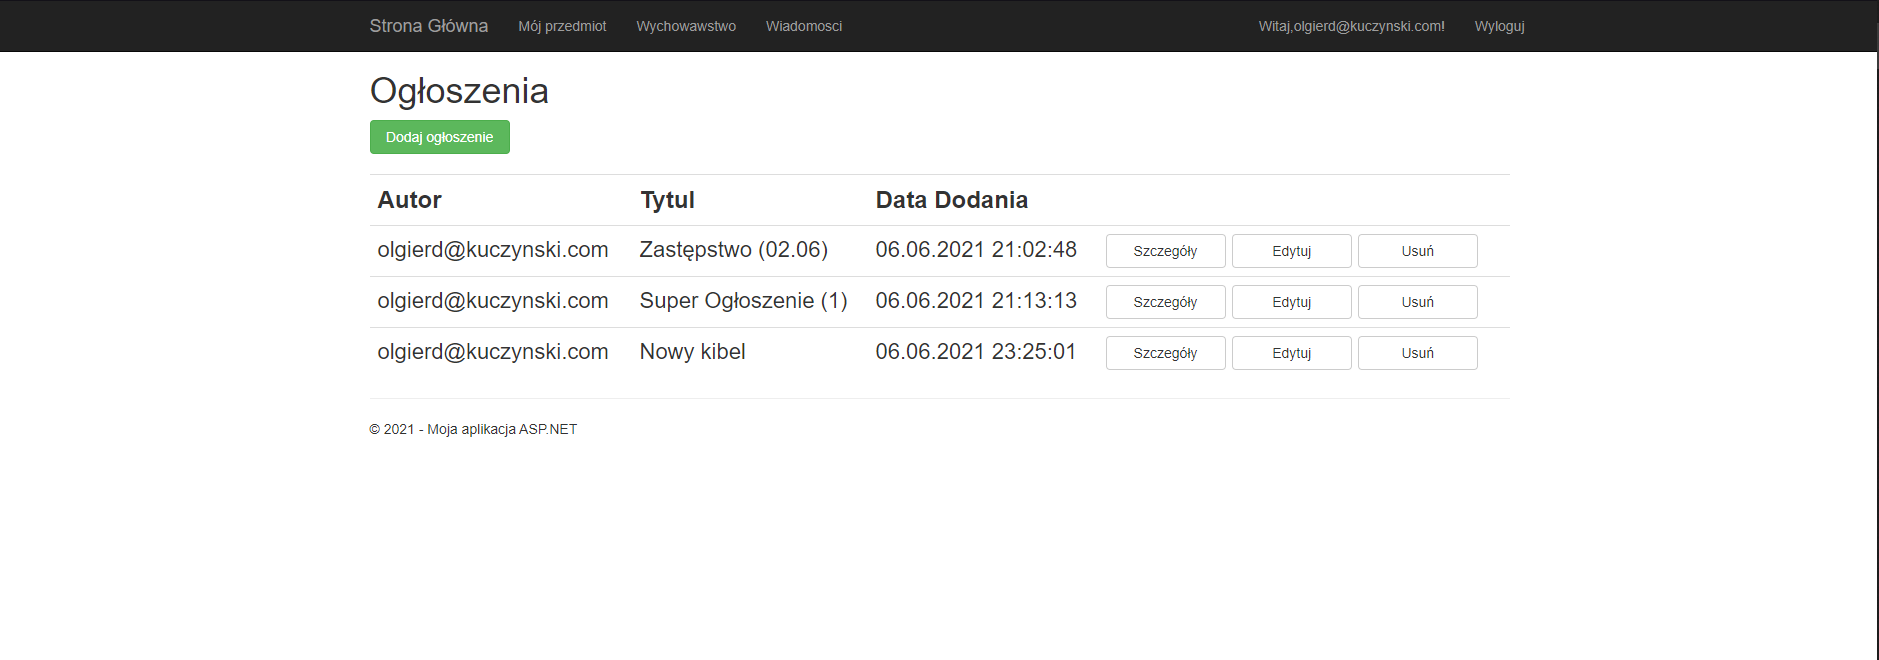 Strona Główna Mój przedmiot Wychowawstwo Wiadomosci Witaj,olgierd@kuczynski.com! Wyloguj
Ogłoszenia
Dodaj ogłoszenie
Autor Tytul Data Dodania
olgierd@kuczynski.com Zastępstwo (02.06) 06.06.2021 21:02:48 Szczegóły Edytuj Usuń
olgierd@kuczynski.com Super Ogłoszenie (1) 06.06.2021 21:13:13 Szczegóły Edytuj Usuń
olgierd@kuczynski.com Nowy kibel 06.06.2021 23:25:01 Szczegóły Edytuj Usuń
© 2021 - Moja aplikacja ASP.NET